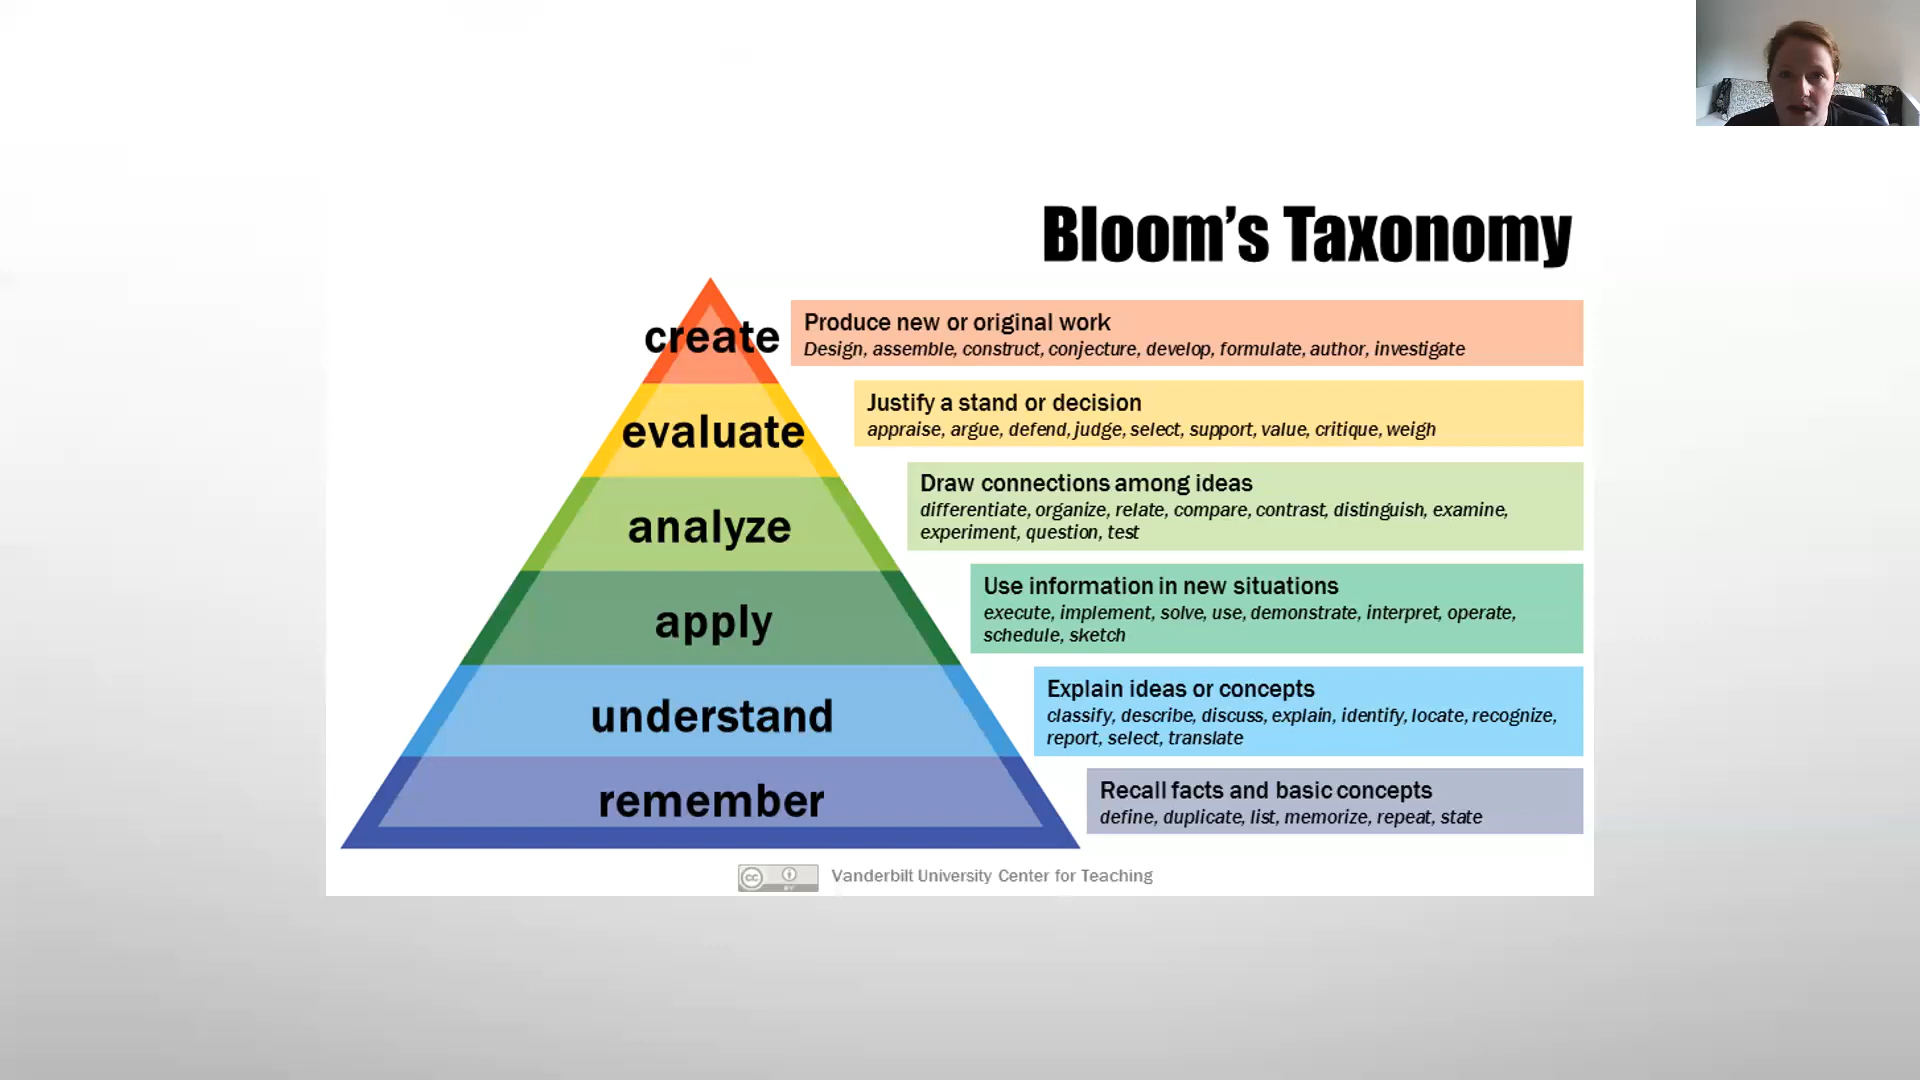 Bloom's Taxonomy
create
Produce new or original work
Design, assemble, construct, conjecture, develop, formulate, author, investigate
evaluate
Justify a stand or decision
appraise, argue, defend, judge, select, support, value, critique, weigh
analyze
Draw connections among ideas
differentiate, organize, relate, compare, contrast, distinguish, examine,
experiment, question, test
apply
Use information in new situations
execute, implement, solve, use, demonstrate, interpret, operate,
schedule, sketch
understand
Explain ideas or concepts
classify, describe, discuss, explain, identify, locate, recognize,
report, select, translate
remember
Recall facts and basic concepts
define, duplicate, list, memorize, repeat, state
cc BY
Vanderbilt University Center for Teaching